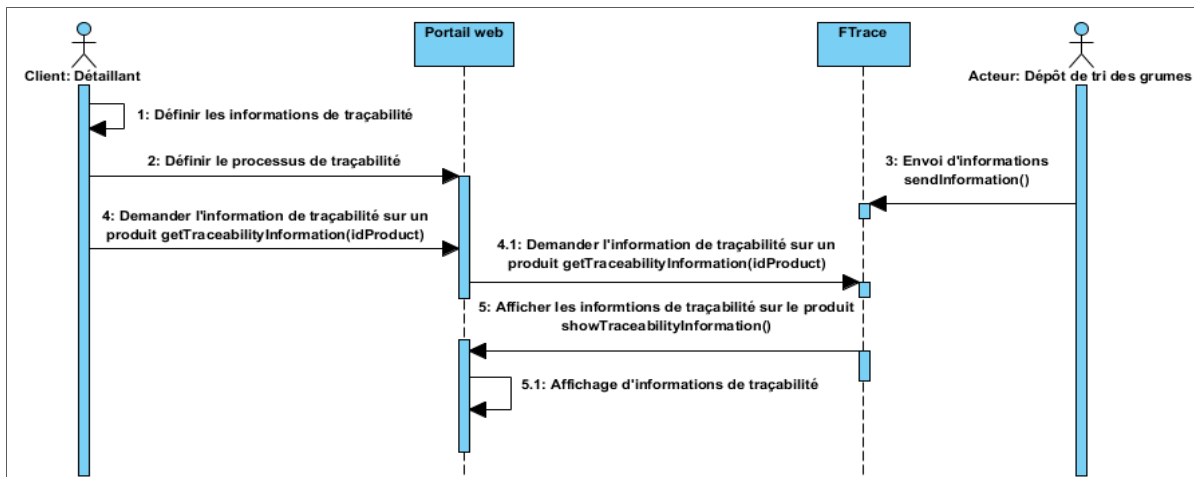 Portail web
FTrace
Client: Détaillant
Acteur: Dépôt de tri des grumes
1: Définir les informations de traçabilité
2: Définir le processus de traçabilité
3: Envoi d'informations
sendInformation()
4: Demander l'information de traçabilité sur un
produit getTraceabilityInformation(idProduct)
4.1: Demander l'information de traçabilité sur un
produit getTraceabilityInformation(idProduct)
5: Afficher les informtions de traçabilité sur le produit
showTraceabilityInformation()
5.1: Affichage d'informations de traçabilité